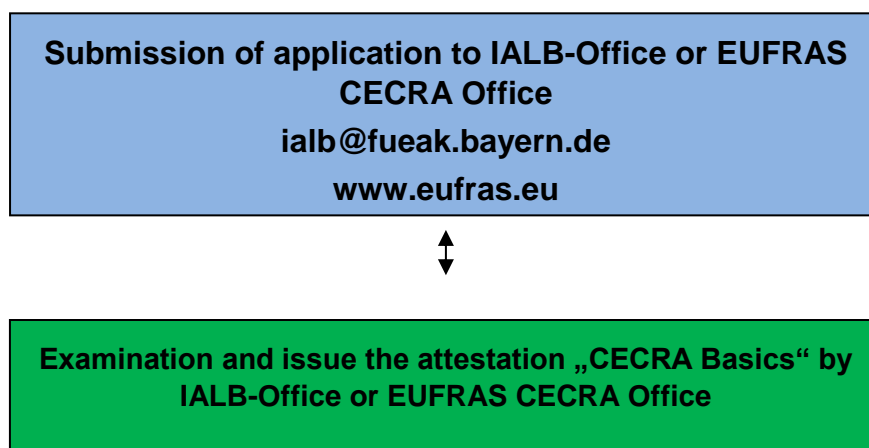 Submission of application to IALB-Office or EUFRAS
CECRA Office
ialb@fueak.bayern.de
www.eufras.eu
Examination and issue the attestation „CECRA Basics“ by
IALB-Office or EUFRAS CECRA Office